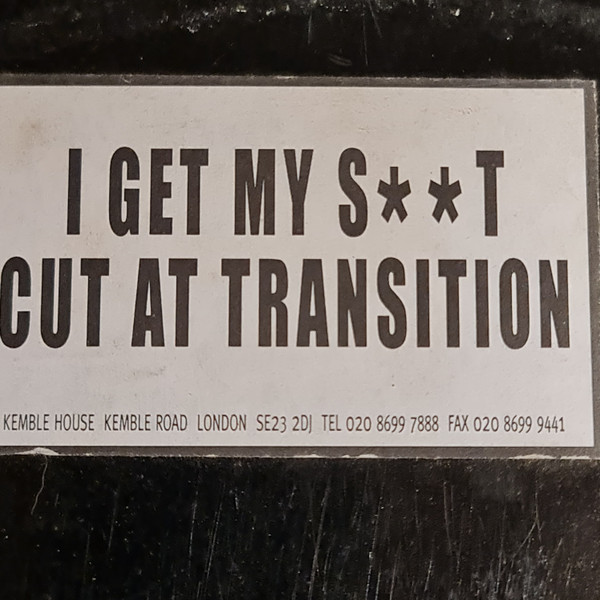 I GET MY S**T
CUT AT TRANSITION
KEMBLE HOUSE KEMBLE ROAD LONDON SE23 2DJ TEL 020 8699 7888 FAX 020 8699 9441